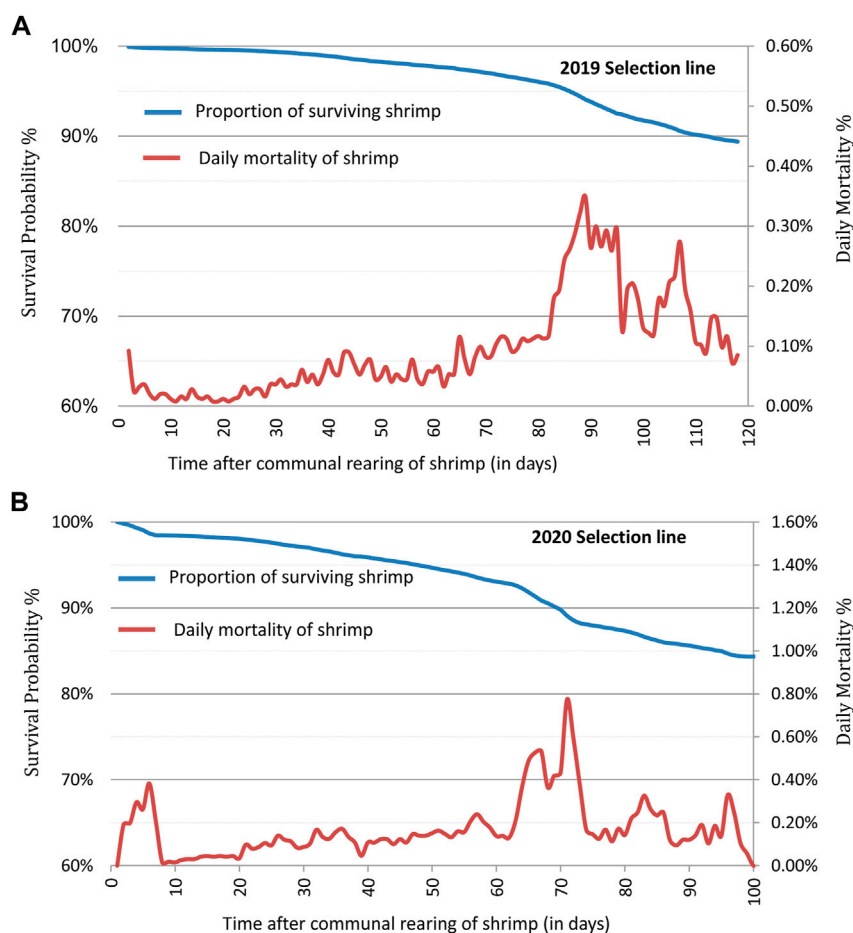 A
100%
90%
80%
70%
60%
Survival Probability %
2019 Selection line
Proportion of surviving shrimp
Daily mortality of shrimp
0.60%
0.50%
0.40%
0.30%
0.20%
0.10%
0.00%
Daily Mortality %
0 10 20 30 40 50 60 70 80 90 100 110 120
Time after communal rearing of shrimp (in days)
B
100%
90%
80%
70%
60%
Survival Probability %
2020 Selection line
Proportion of surviving shrimp
Daily mortality of shrimp
1.60%
1.40%
1.20%
1.00%
0.80%
0.60%
0.40%
0.20%
0.00%
Daily Mortality %
0 10 20 30 40 50 60 70 80 90 100
Time after communal rearing of shrimp (in days)